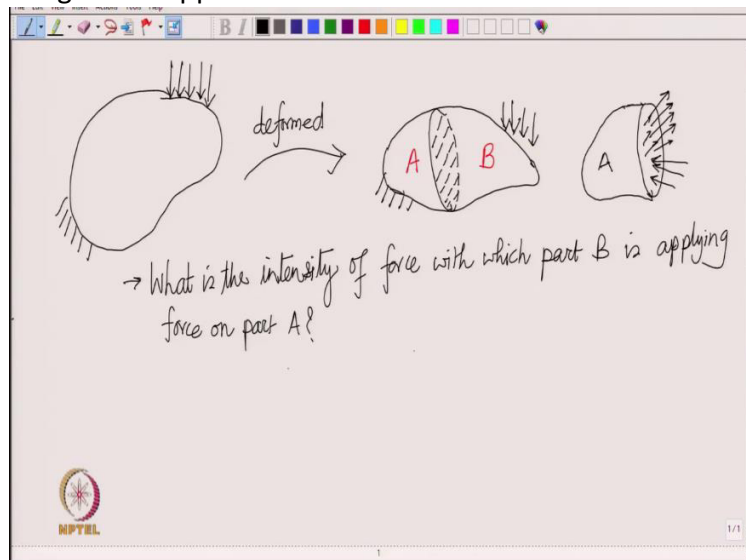 deformed
A
B
A
→ What is the intensity of force with which part B is applying
force on part A?
NPTEL
1/1
1